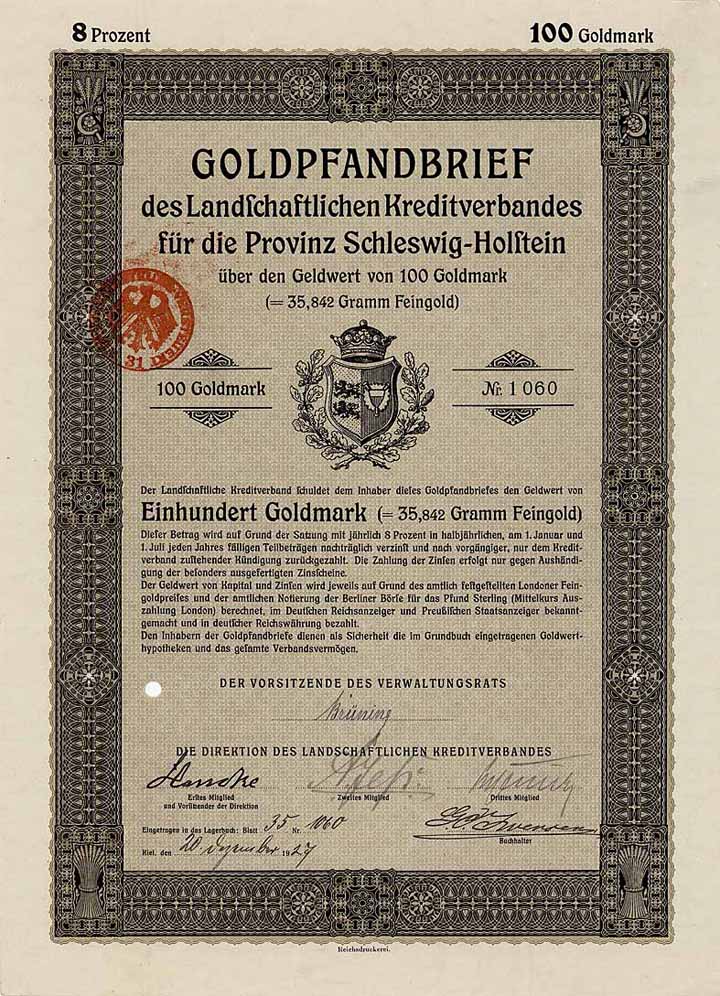 8 Prozent
100 Goldmark
GOLDPFANDBRIEF
des Landſchaftlichen Kreditverbandes
für die Provinz Schleswig-Holſtein
über den Geldwert von 100 Goldmark
(= 35,842 Gramm Feingold)
31
100 Goldmark
Nr. 1 060
Der Landſchaftliche Kreditverband ſchuldet dem Inhaber dieſes Goldpfandbriefes den Geldwert von
Einhundert Goldmark (= 35,842 Gramm Feingold)
Dieſer Betrag wird auf Grund der Satzung mit jährlich 8 Prozent in halbjährlichen, am 1. Januar und
1. Juli jeden Jahres fälligen Teilbeträgen nachträglich verzinſt und nach vorgängiger, nur dem Kredit-
verband zuſtehender Kündigung zurückgezahlt. Die Zahlung der Zinſen erfolgt nur gegen Aushändi-
gung der beſonders ausgefertigten Zinsſcheine.
Der Geldwert von Kapital und Zinſen wird jeweils auf Grund des amtlich feſtgeſtellten Londoner Fein-
goldpreiſes und der amtlichen Notierung der Berliner Börſe für das Pfund Sterling (Mittelkurs Aus-
zahlung London) berechnet, im Deutſchen Reichsanzeiger und Preußiſchen Staatsanzeiger bekannt-
gemacht und in deutſcher Reichswährung bezahlt.
Den Inhabern der Goldpfandbriefe dienen als Sicherheit die im Grundbuch eingetragenen Goldwert-
hypotheken und das geſamte Verbandsvermögen.
DER VORSITZENDE DES VERWALTUNGSRATS
Brüning
DIE DIREKTION DES LANDSCHAFTLICHEN KREDITVERBANDES
Erſtes Mitglied
und Vorſitzender der Direktion
Zweites Mitglied
Drittes Mitglied
Eingetragen in das Lagerbuch: Blatt 35 Nr. 1060
Buchhalter
Kiel, den 20 Dezember 1927
Reichsdruckerei.